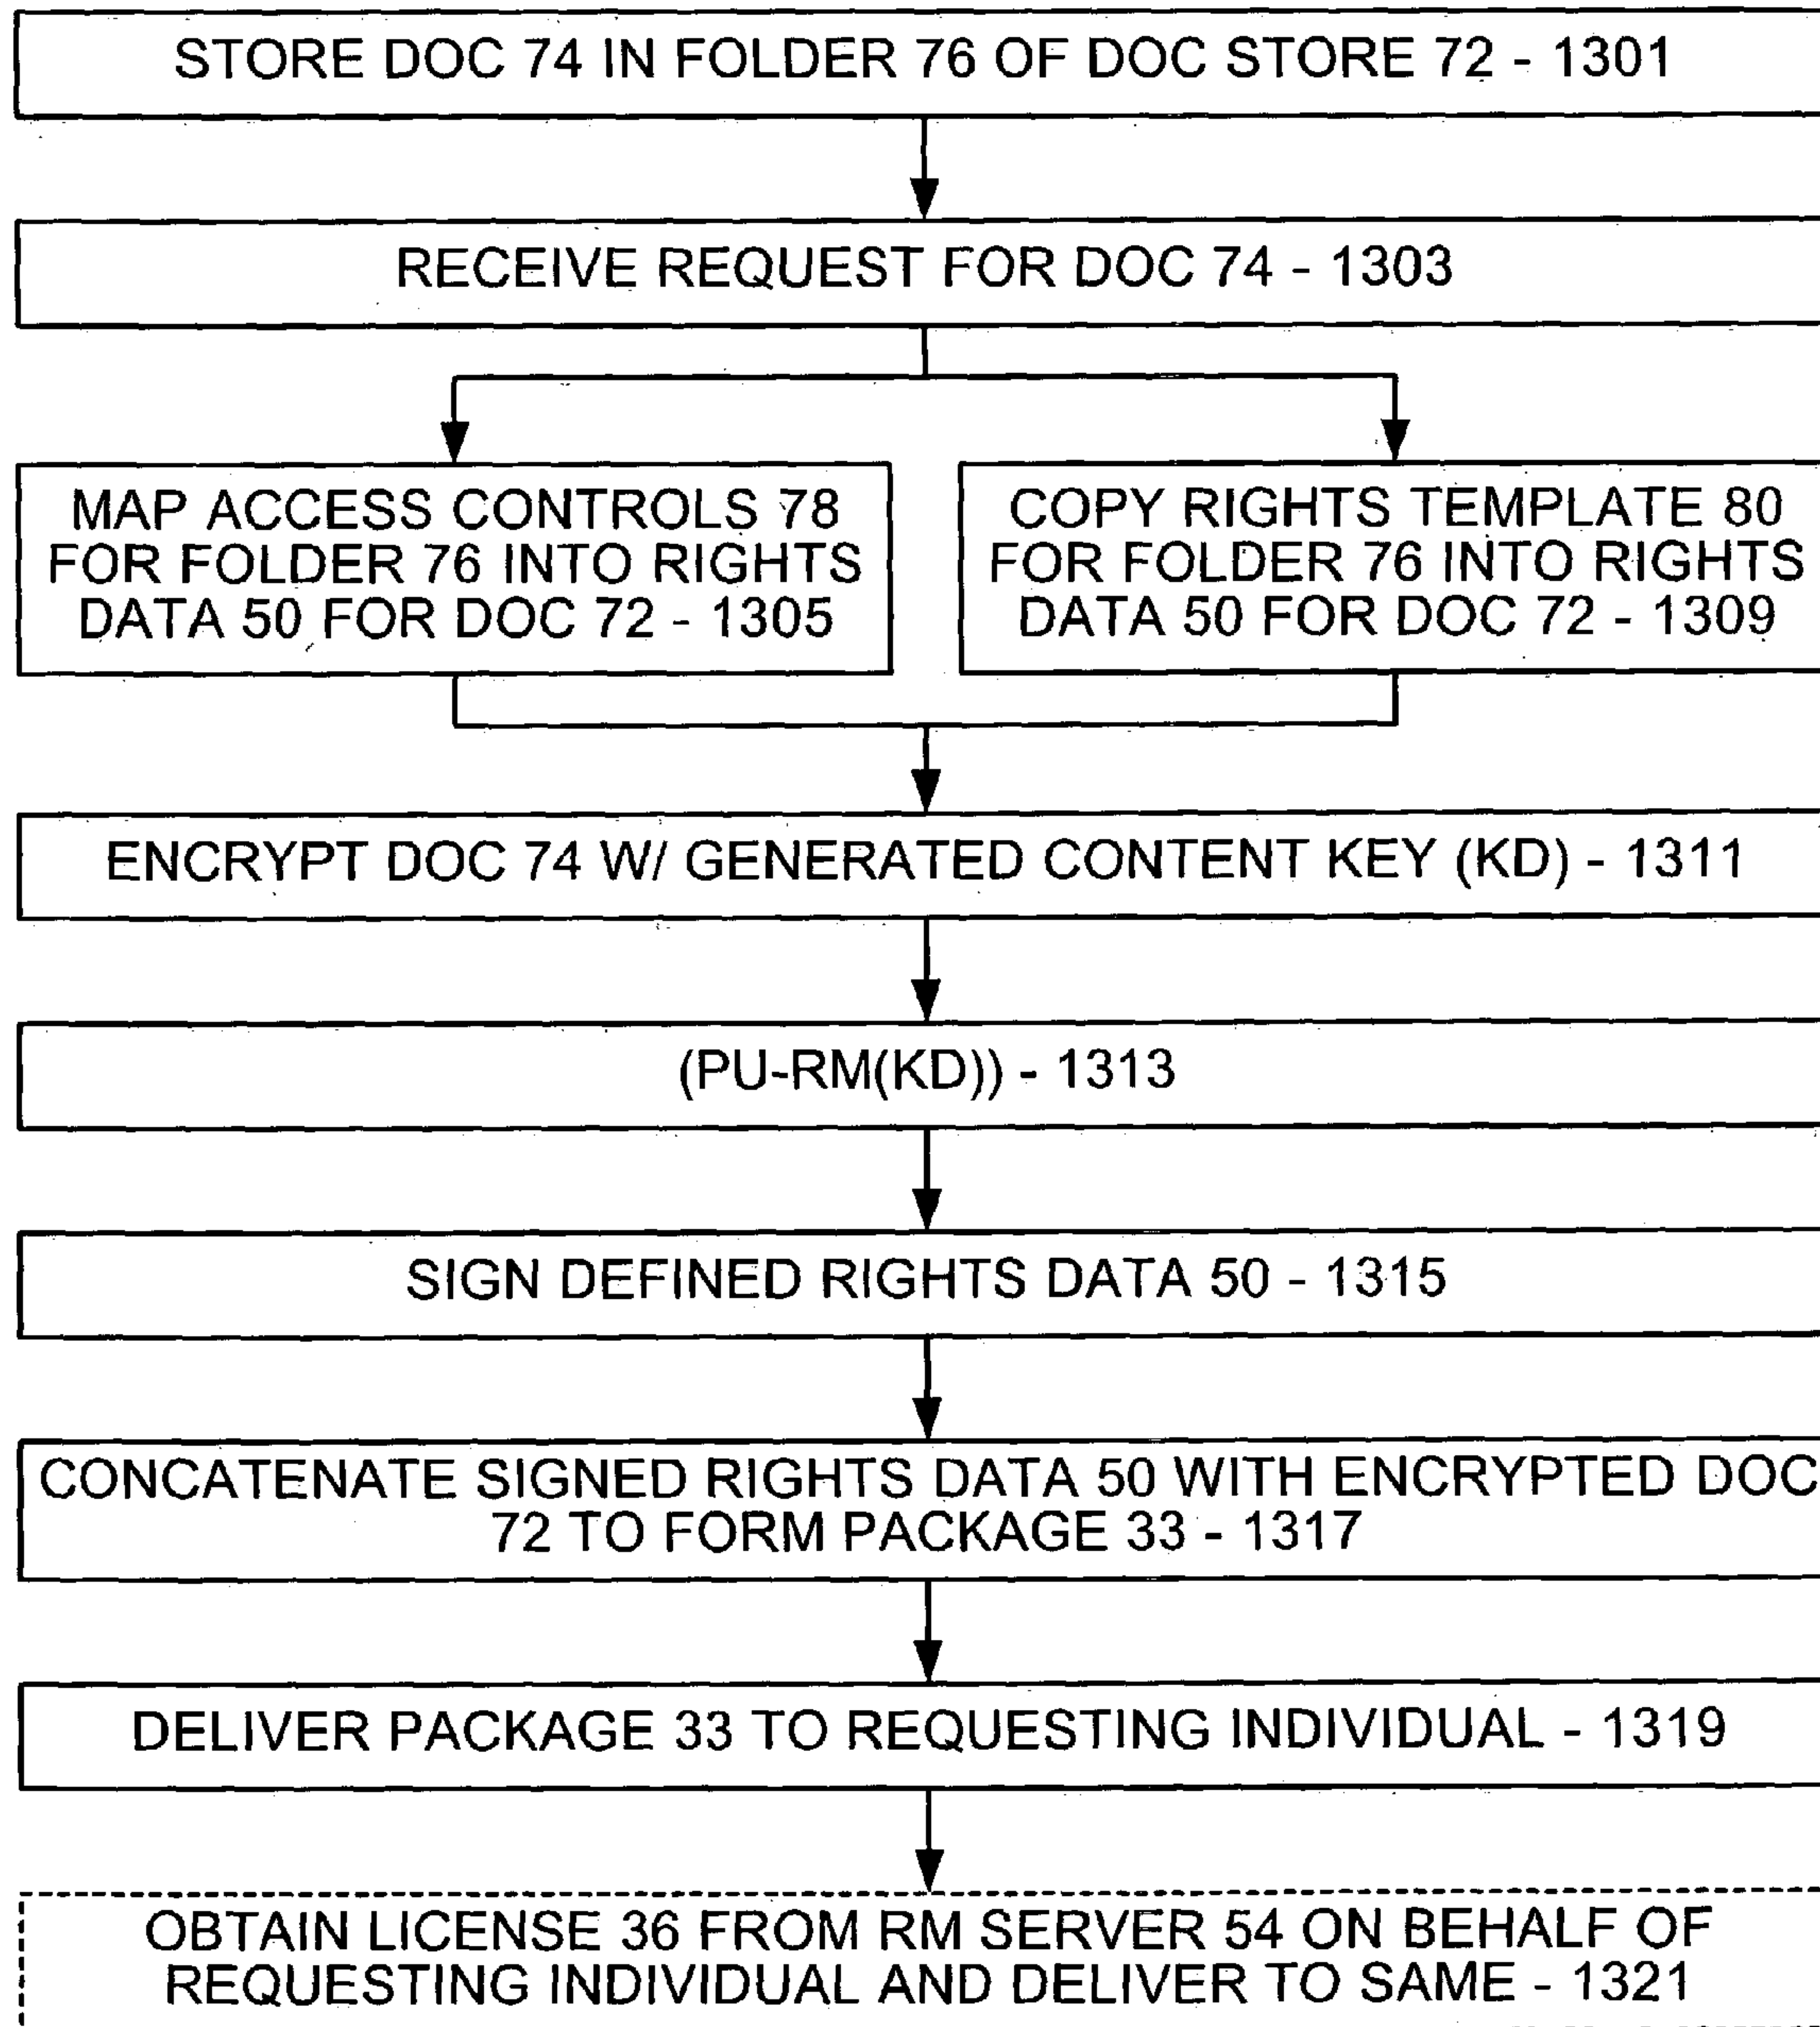 STORE DOC 74 IN FOLDER 76 OF DOC STORE 72 - 1301
RECEIVE REQUEST FOR DOC 74 - 1303
MAP ACCESS CONTROLS 78
FOR FOLDER 76 INTO RIGHTS
DATA 50 FOR DOC 72 - 1305
COPY RIGHTS TEMPLATE 80
FOR FOLDER 76 INTO RIGHTS
DATA 50 FOR DOC 72 - 1309
ENCRYPT DOC 74 W/ GENERATED CONTENT KEY (KD) - 1311
(PU-RM(KD)) - 1313
SIGN DEFINED RIGHTS DATA 50 - 1315
CONCATENATE SIGNED RIGHTS DATA 50 WITH ENCRYPTED DOC
72 TO FORM PACKAGE 33 - 1317
DELIVER PACKAGE 33 TO REQUESTING INDIVIDUAL - 1319
OBTAIN LICENSE 36 FROM RM SERVER 54 ON BEHALF OF
REQUESTING INDIVIDUAL AND DELIVER TO SAME - 1321